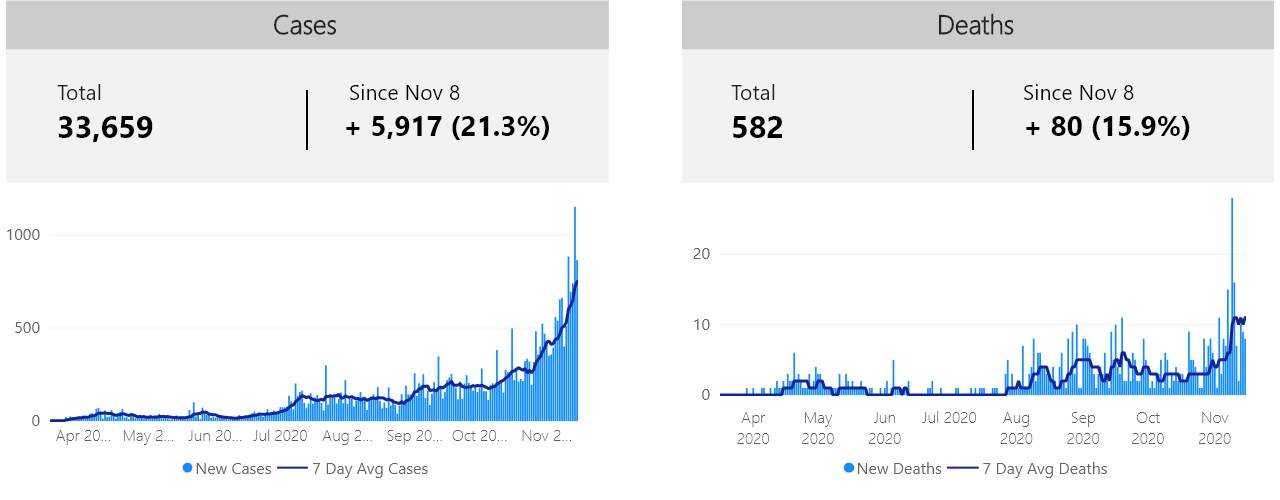 Cases
Total
33,659
Since Nov 8
+ 5,917 (21.3%)
1000
500
0
Apr 20... May 2... Jun 20... Jul 2020 Aug 2... Sep 20... Oct 20... Nov 2...
New Cases 7 Day Avg Cases
Deaths
Total
582
Since Nov 8
+ 80 (15.9%)
20
10
0
Apr 2020
May 2020
Jun 2020
Jul 2020
Aug 2020
Sep 2020
Oct 2020
Nov 2020
New Deaths 7 Day Avg Deaths